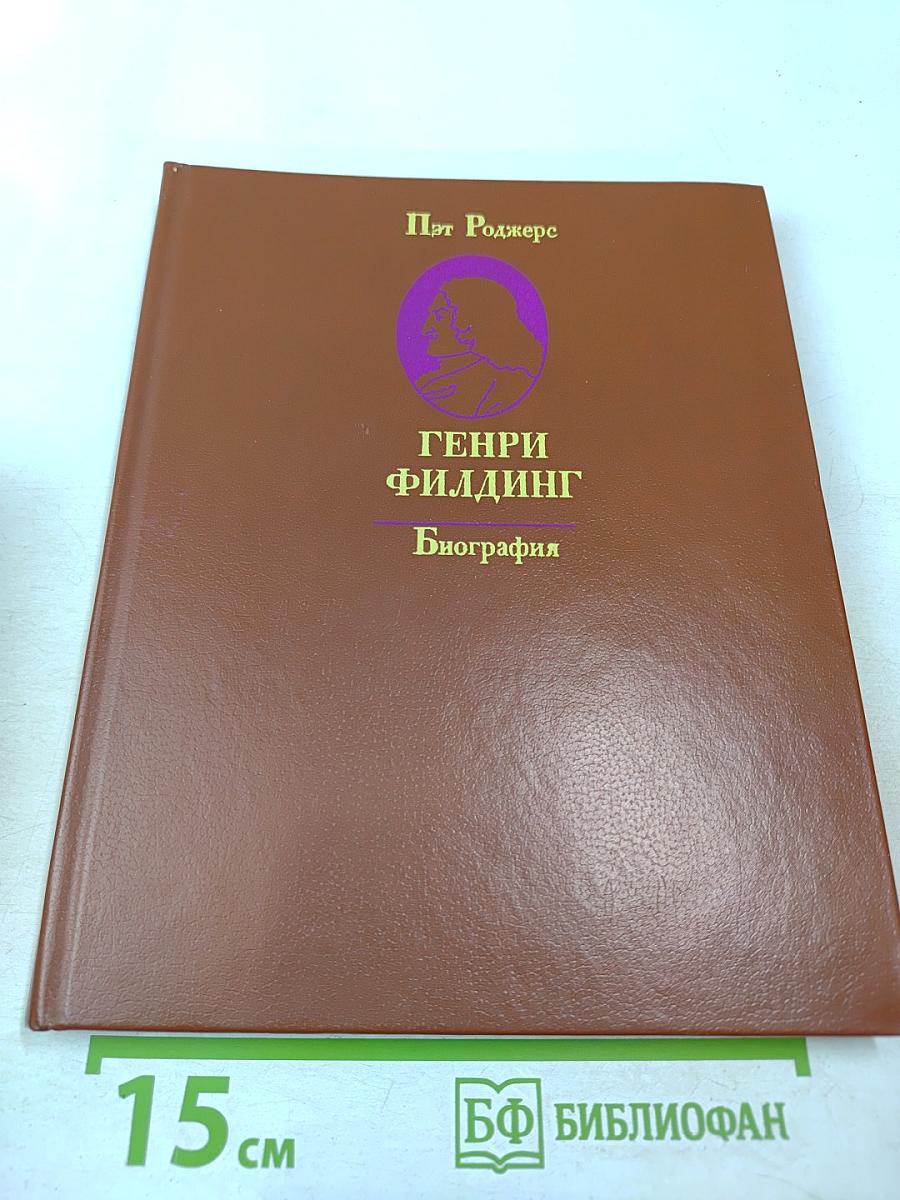 Пэт Роджерс
ГЕНРИ
ФИЛДИНГ
Биография
15 см
БФ БИБЛИОФАН